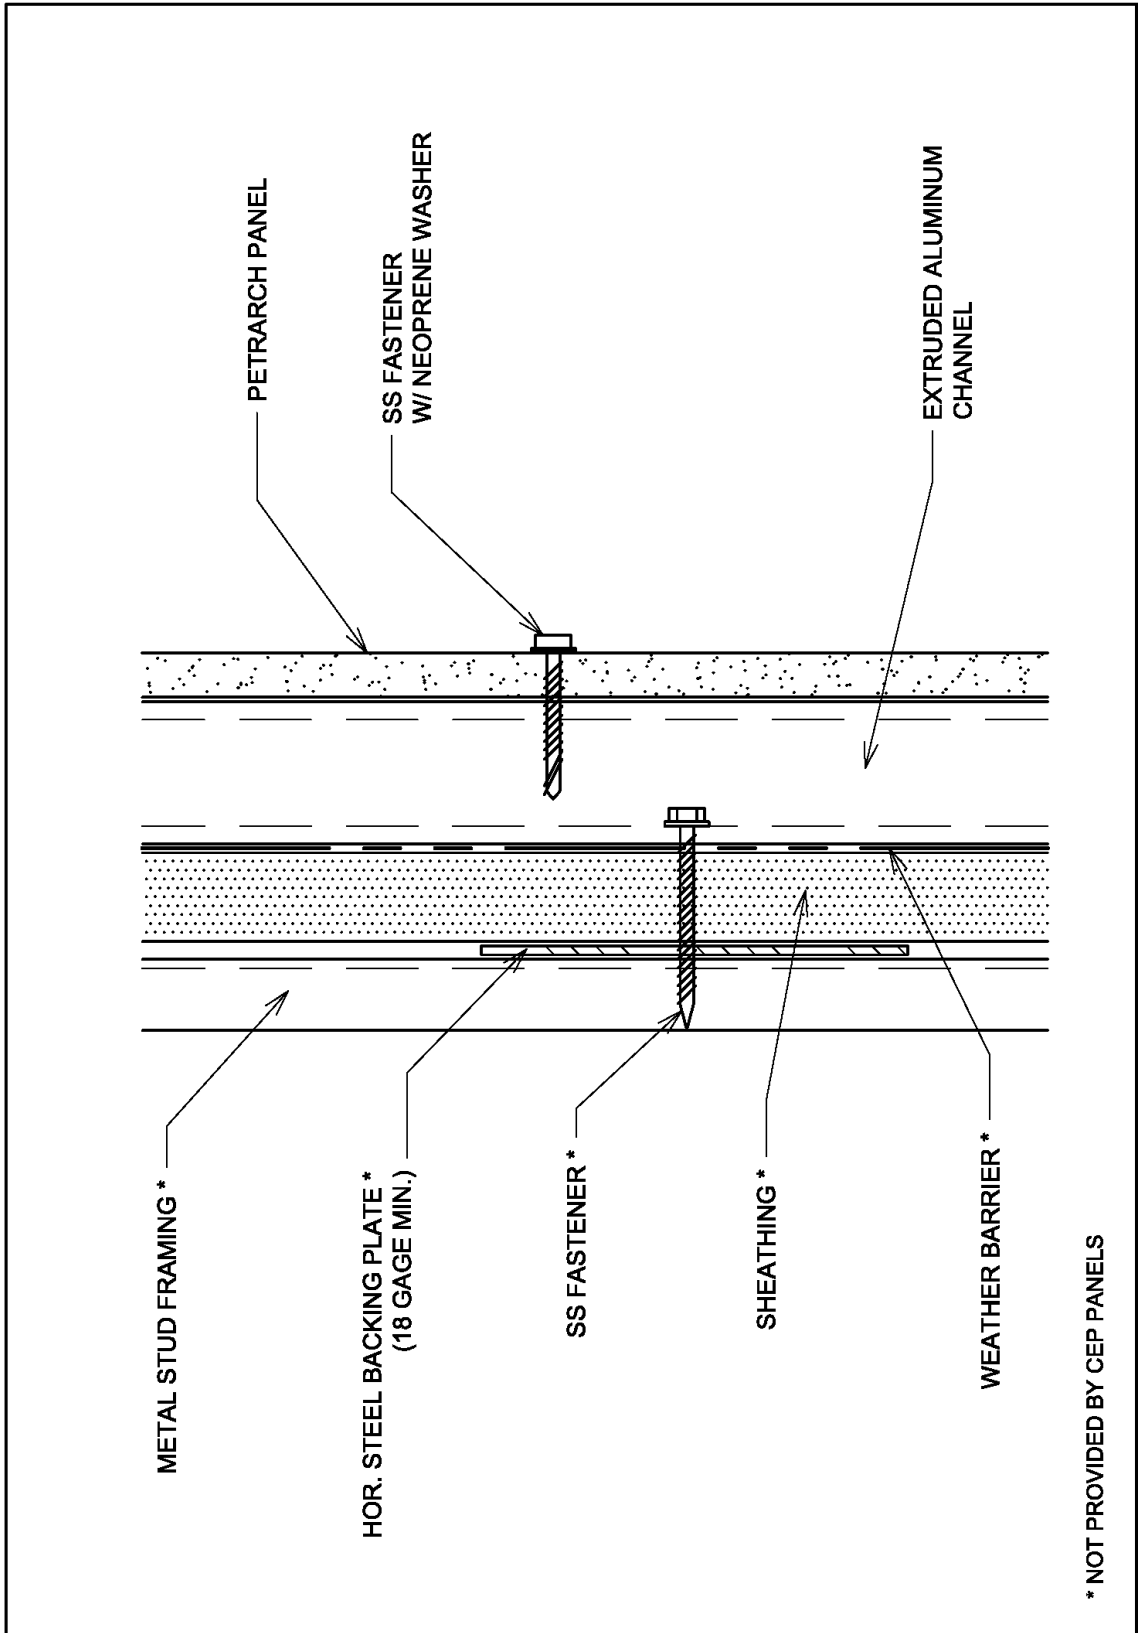 METAL STUD FRAMING *
HOR. STEEL BACKING PLATE *
(18 GAGE MIN.)
SS FASTENER *
SHEATHING *
WEATHER BARRIER *
PETRARCH PANEL
SS FASTENER
W/ NEOPRENE WASHER
EXTRUDED ALUMINUM
CHANNEL
* NOT PROVIDED BY CEP PANELS